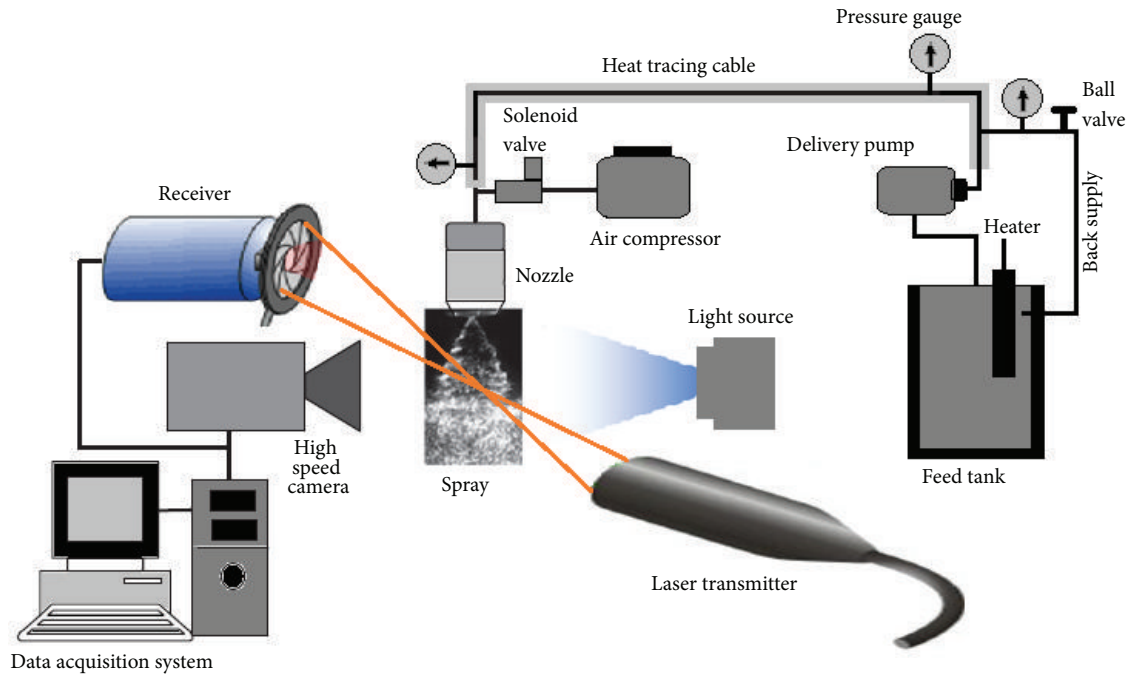 Pressure gauge
Heat tracing cable
Ball
valve
Solenoid
valve
Delivery pump
Receiver
Air compressor
Heater
Back supply
Nozzle
Light source
High
speed
camera
Spray
Feed tank
Laser transmitter
Data acquisition system